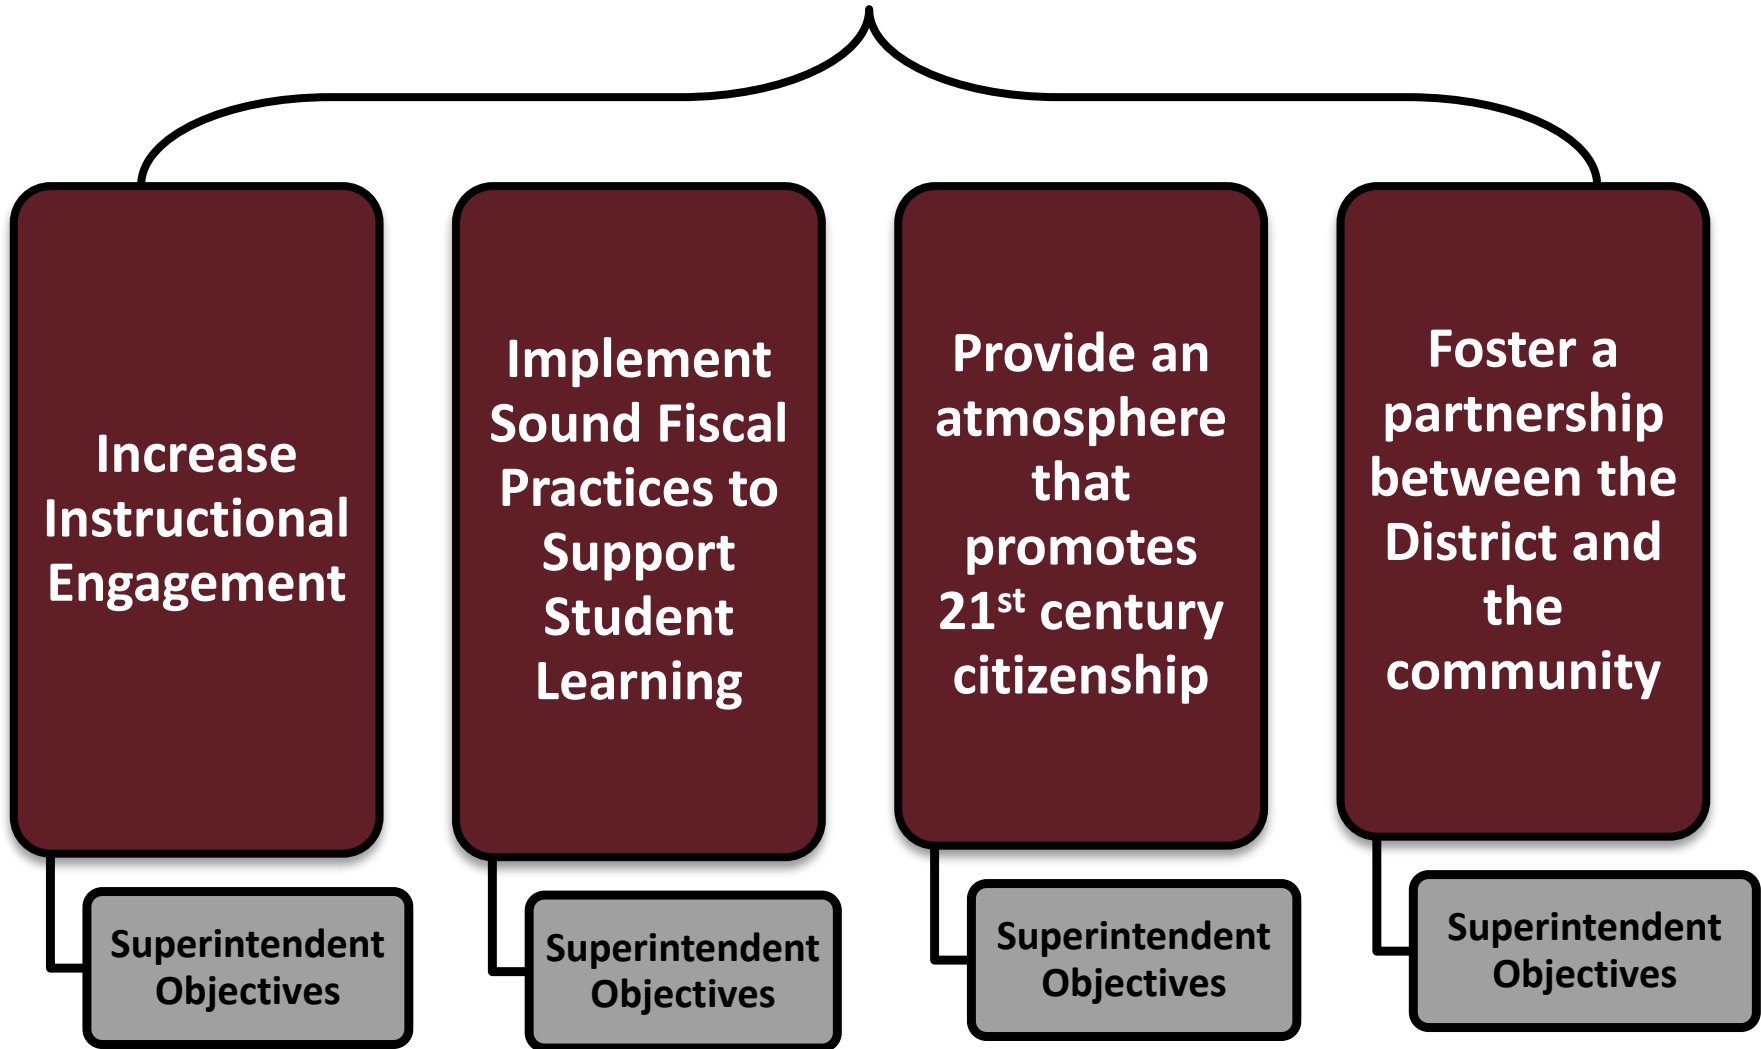 Increase
Instructional
Engagement
Superintendent
Objectives
Implement
Sound Fiscal
Practices to
Support
Student
Learning
Superintendent
Objectives
Provide an
atmosphere
that
promotes
21st century
citizenship
Superintendent
Objectives
Foster a
partnership
between the
District and
the
community
Superintendent
Objectives